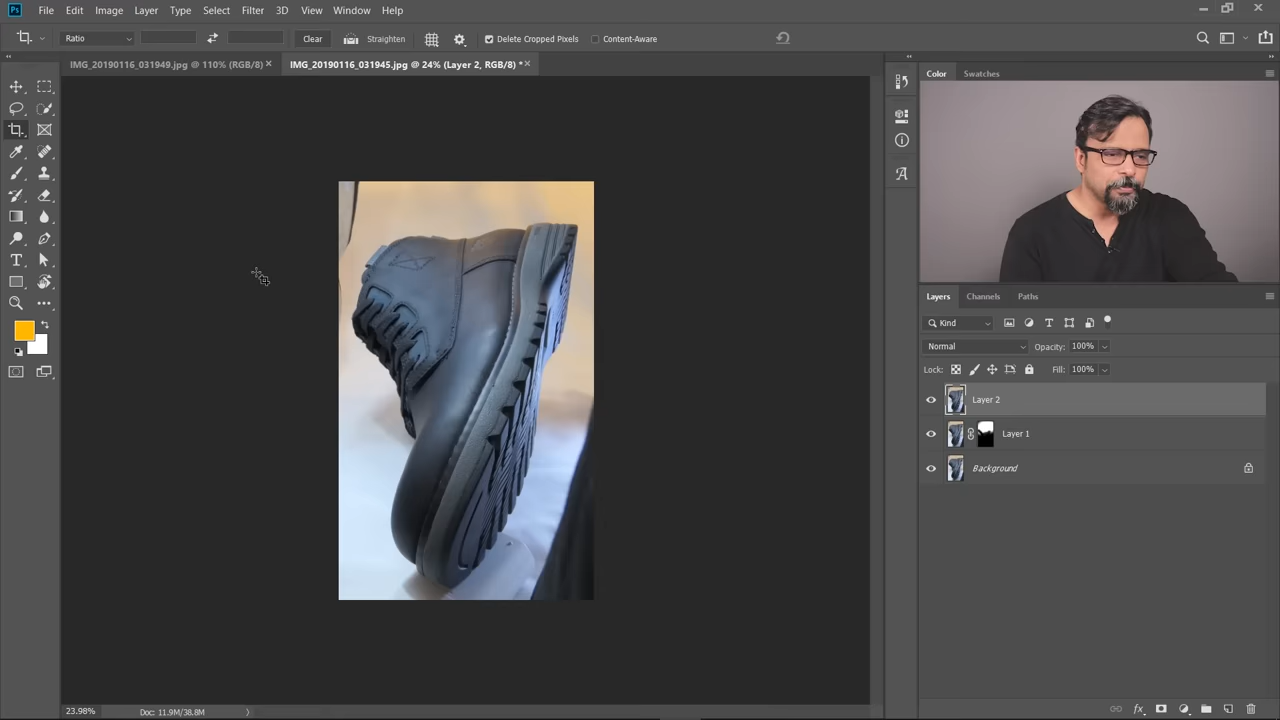 Ps File Edit Image Layer Type Select Filter 3D View Window Help
Ratio Clear Straighten Delete Cropped Pixels Content-Aware
IMG_20190116_031949.jpg @ 110% (RGB/8) IMG_20190116_031945.jpg @ 24% (Layer 2, RGB/8) *
Color Swatches
Layers Channels Paths
Kind
Normal Opacity: 100%
Lock: Fill: 100%
Layer 2
Layer 1
Background
23.98% Doc: 11.9M/38.8M